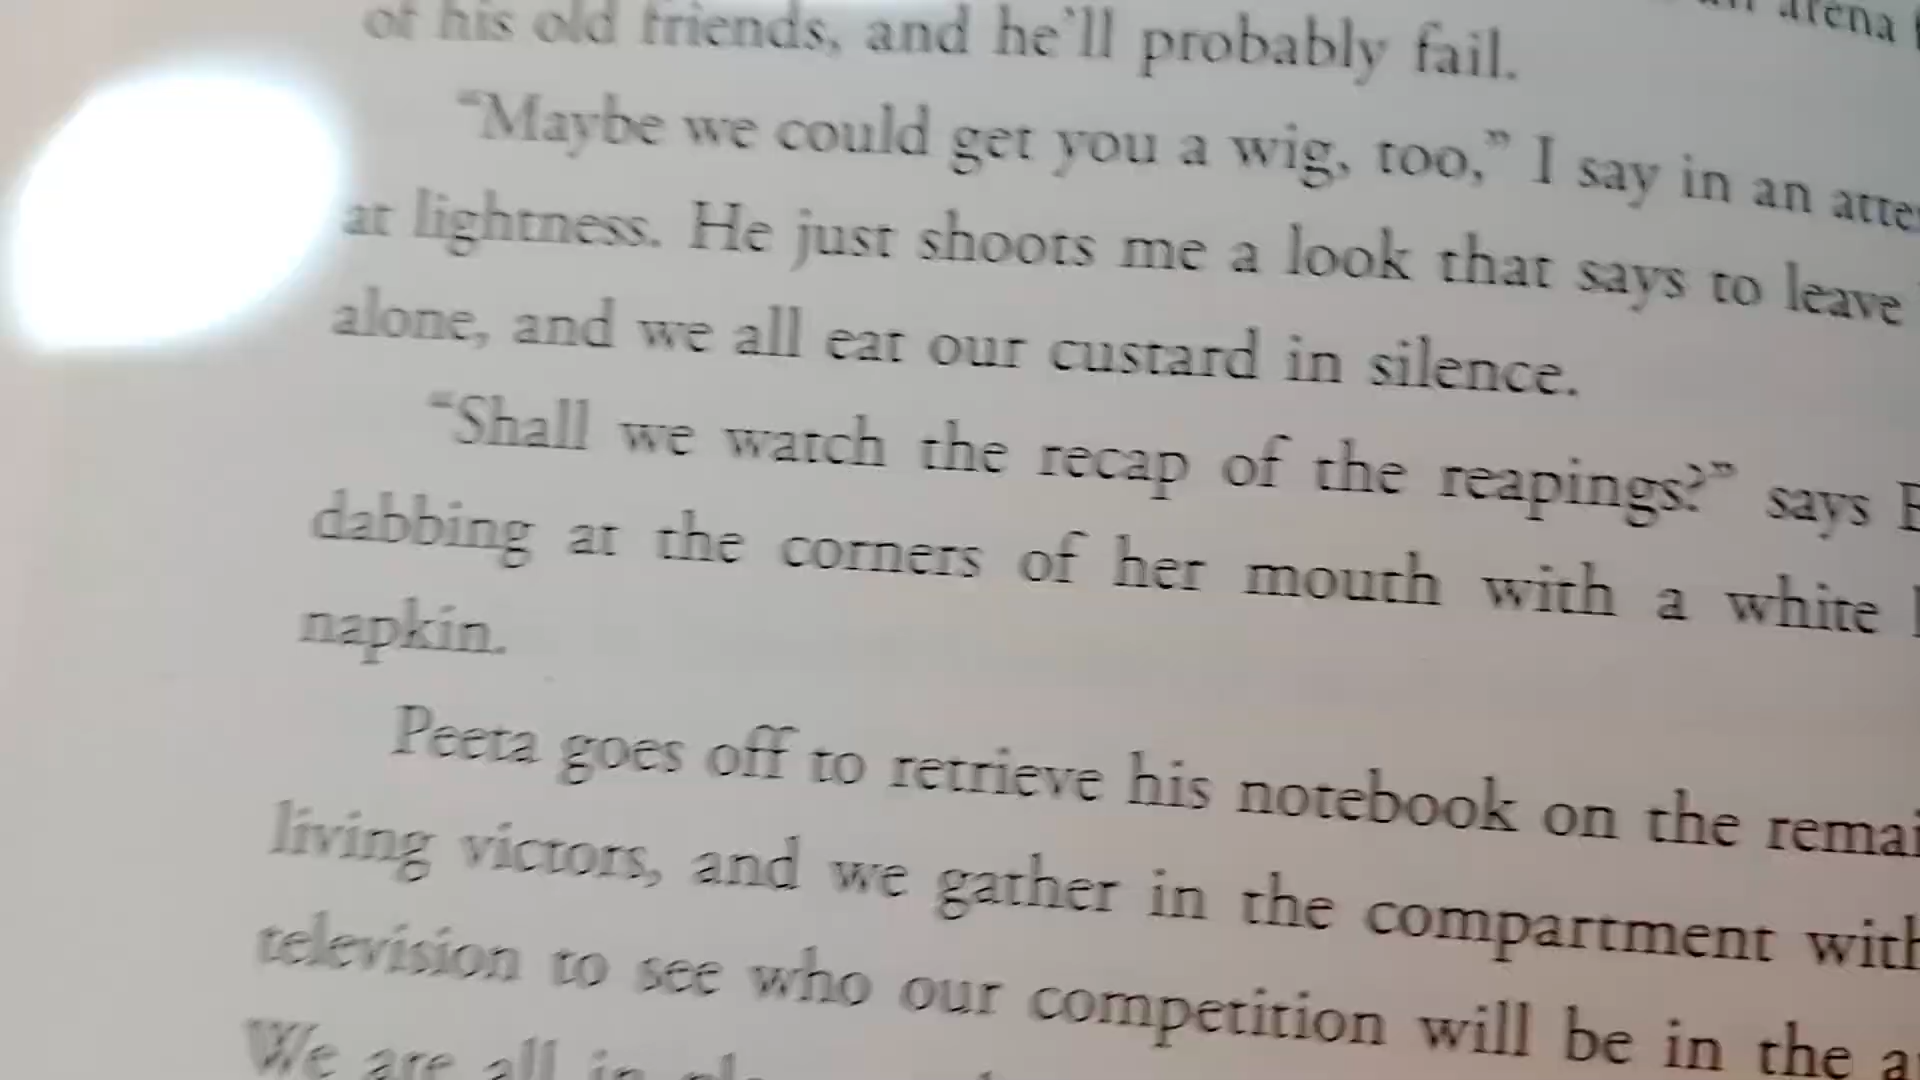 arena
of his old friends, and he'll probably fail.
“Maybe we could get you a wig, too,” I say in an
at lightness. He just shoots me a look that says to leave
alone, and we all eat our custard in silence.
“Shall we watch the recap of the reapings?” says
dabbing at the corners of her mouth with a white
napkin.
Peeta goes off to retrieve his notebook on the
living victors, and we gather in the compartment with
television to see who our competition will be in the
We are all in